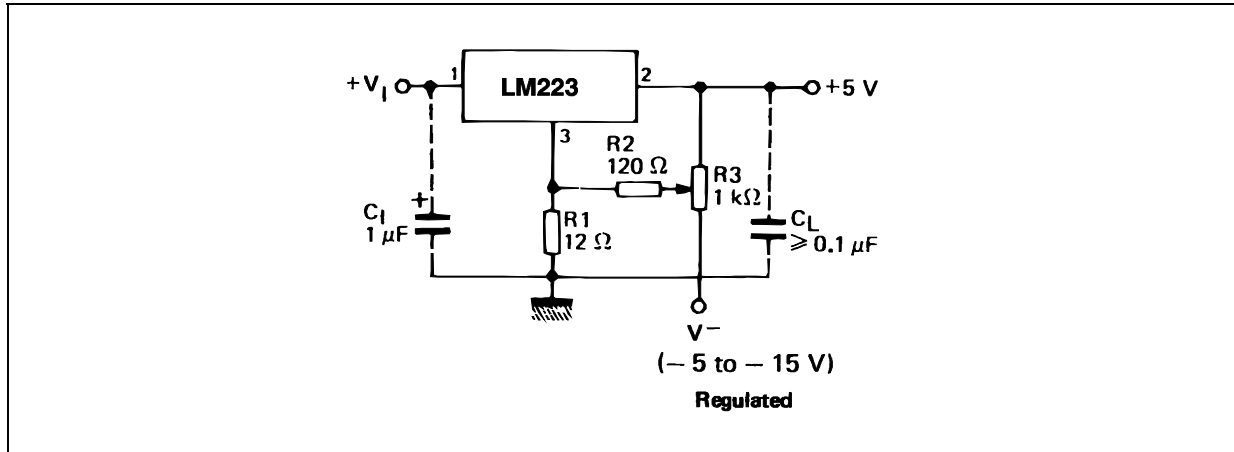 +V_I
1
LM223
2
+5 V
3
R2
120 Ω
R3
1 kΩ
C_I
+
1 μF
R1
12 Ω
C_L
⩾ 0.1 μF
V−
(− 5 to − 15 V)
Regulated